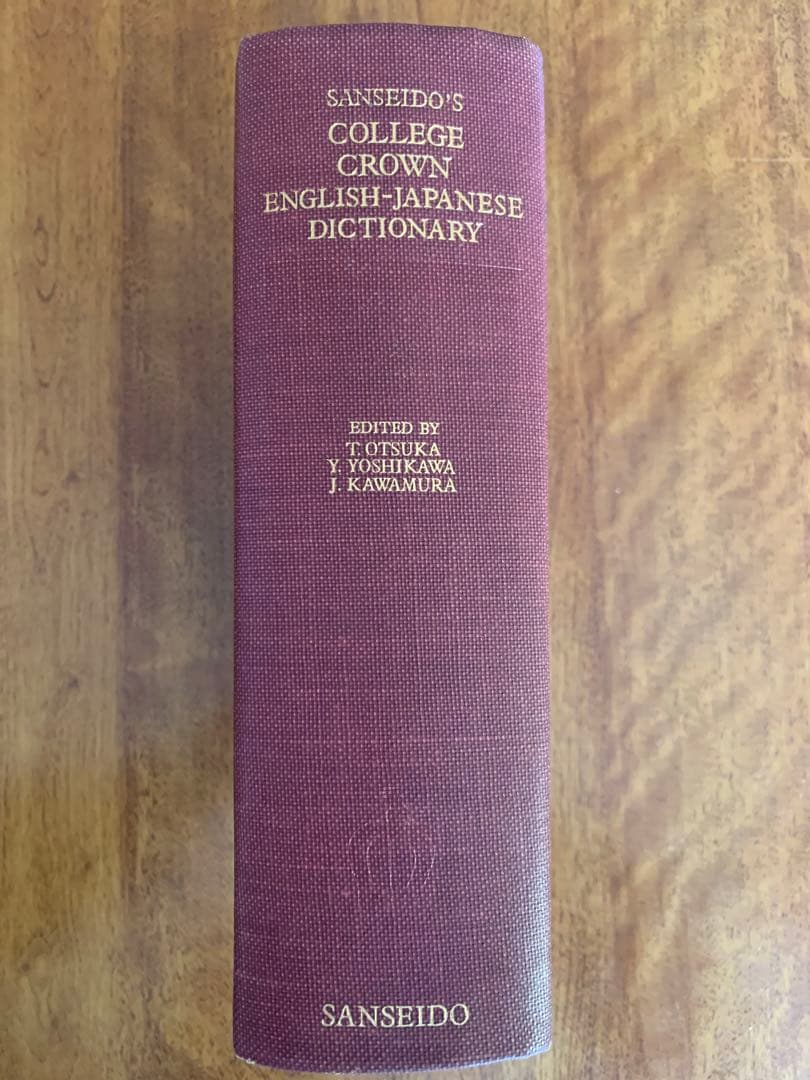 SANSEIDO'S
COLLEGE
CROWN
ENGLISH-JAPANESE
DICTIONARY
EDITED BY
T. OTSUKA
Y. YOSHIKAWA
J. KAWAMURA
SANSEIDO